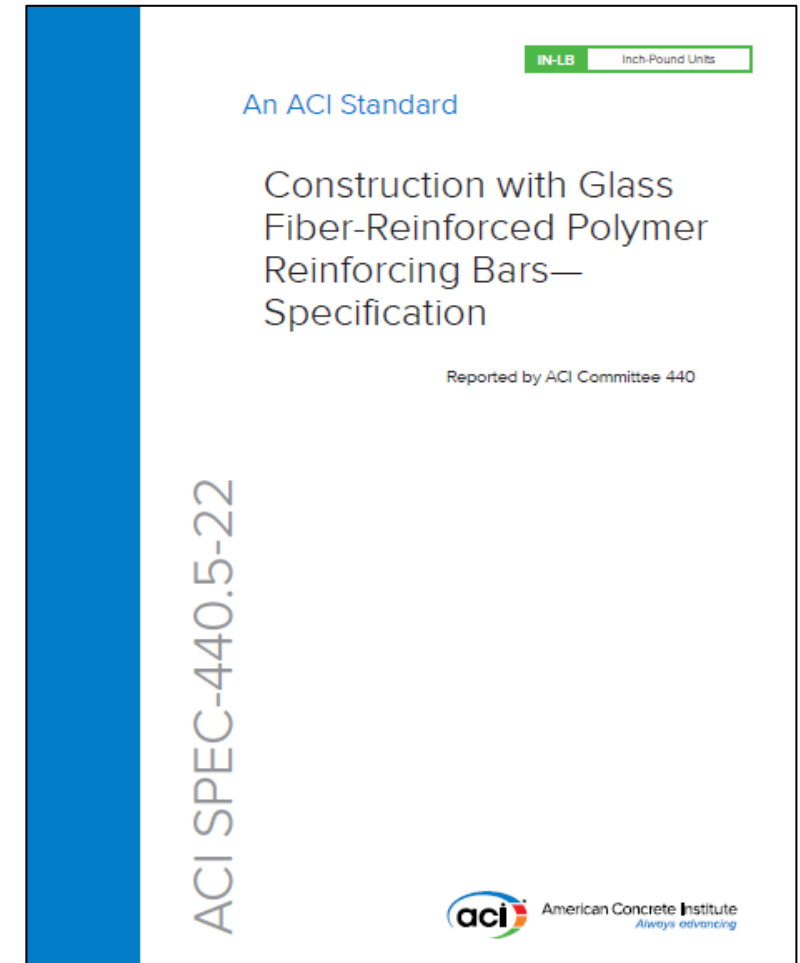 IN-LB Inch-Pound Units
An ACI Standard
Construction with Glass
Fiber-Reinforced Polymer
Reinforcing Bars—
Specification
Reported by ACI Committee 440
ACI SPEC-440.5-22
aci American Concrete Institute
Always advancing